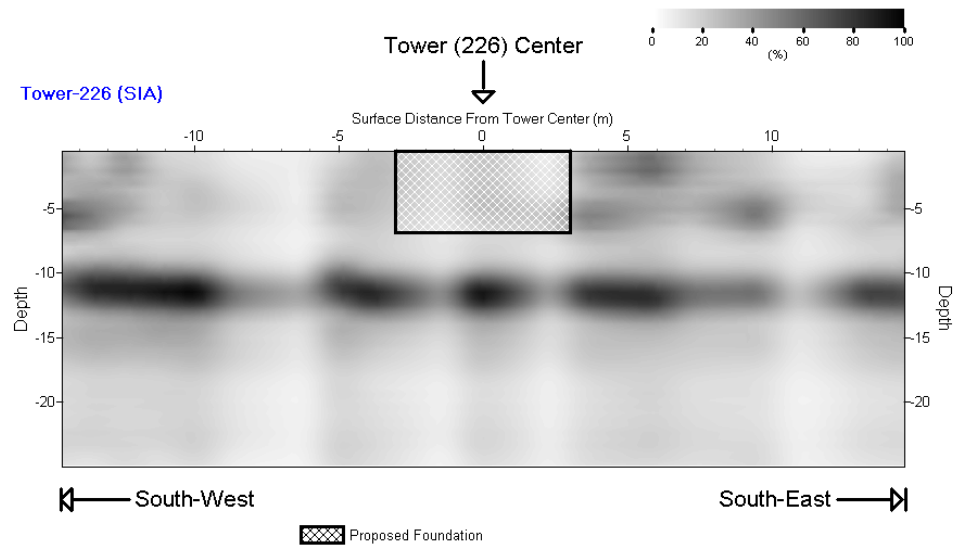 0 20 40 60 80 100
(%)
Tower (226) Center
Tower-226 (SIA)
Surface Distance From Tower Center (m)
-10 -5 0 5 10
-5 -5
-10 -10
Depth Depth
-15 -15
-20 -20
South-West South-East
Proposed Foundation